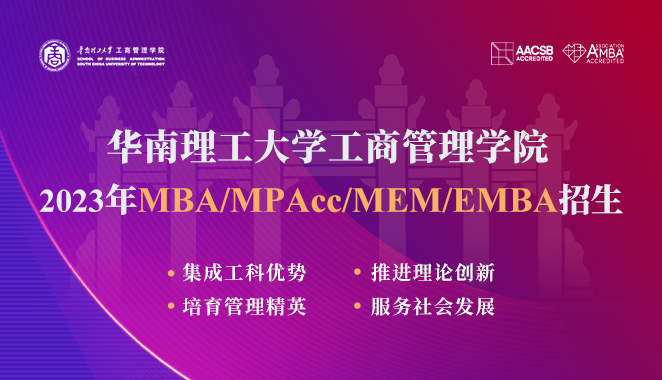 华南理工大学 工商管理学院
SCHOOL OF BUSINESS ADMINISTRATION
SOUTH CHINA UNIVERSITY OF TECHNOLOGY
AACSB
ACCREDITED
ASSOCIATION
AMBA
ACCREDITED
华南理工大学工商管理学院
2023年MBA/MPAcc/MEM/EMBA招生
• 集成工科优势 • 推进理论创新
• 培育管理精英 • 服务社会发展